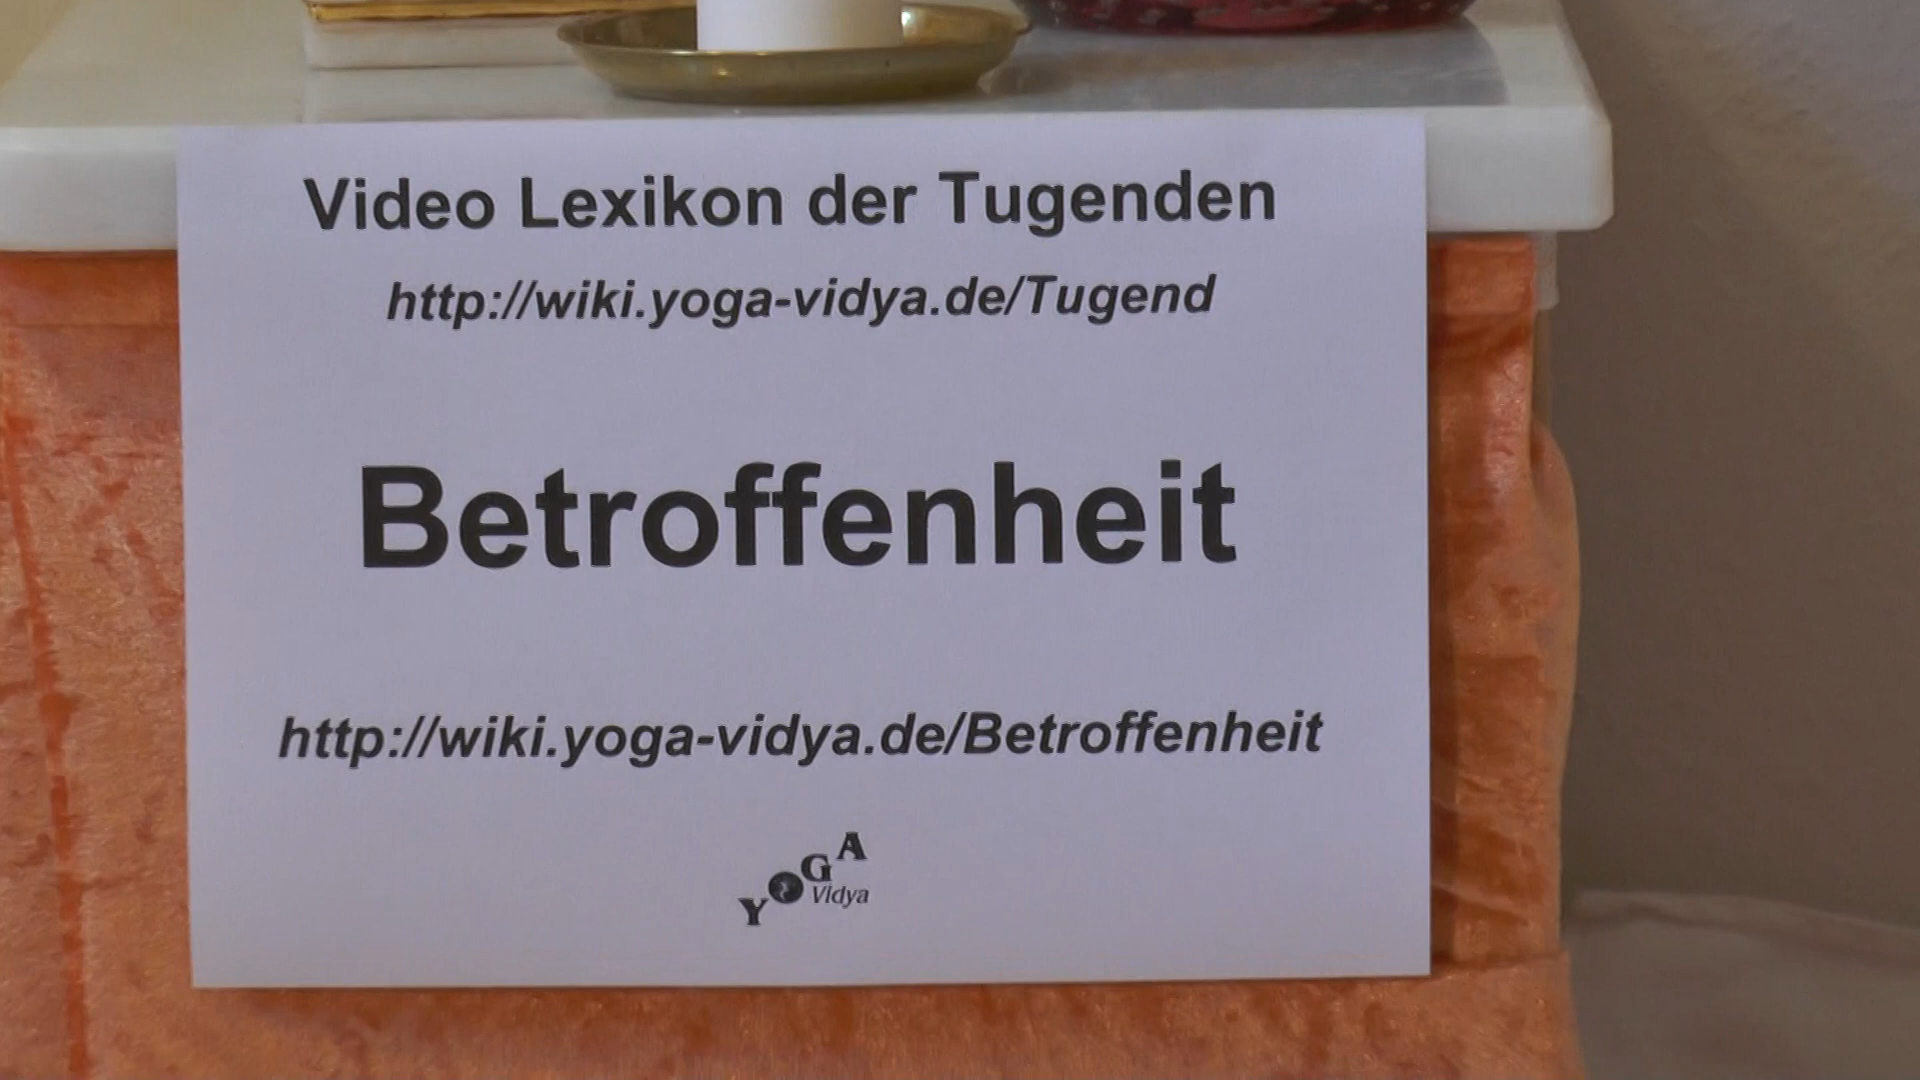 Video Lexikon der Tugenden
http://wiki.yoga-vidya.de/Tugend
Betroffenheit
http://wiki.yoga-vidya.de/Betroffenheit
YOGA
Vidya